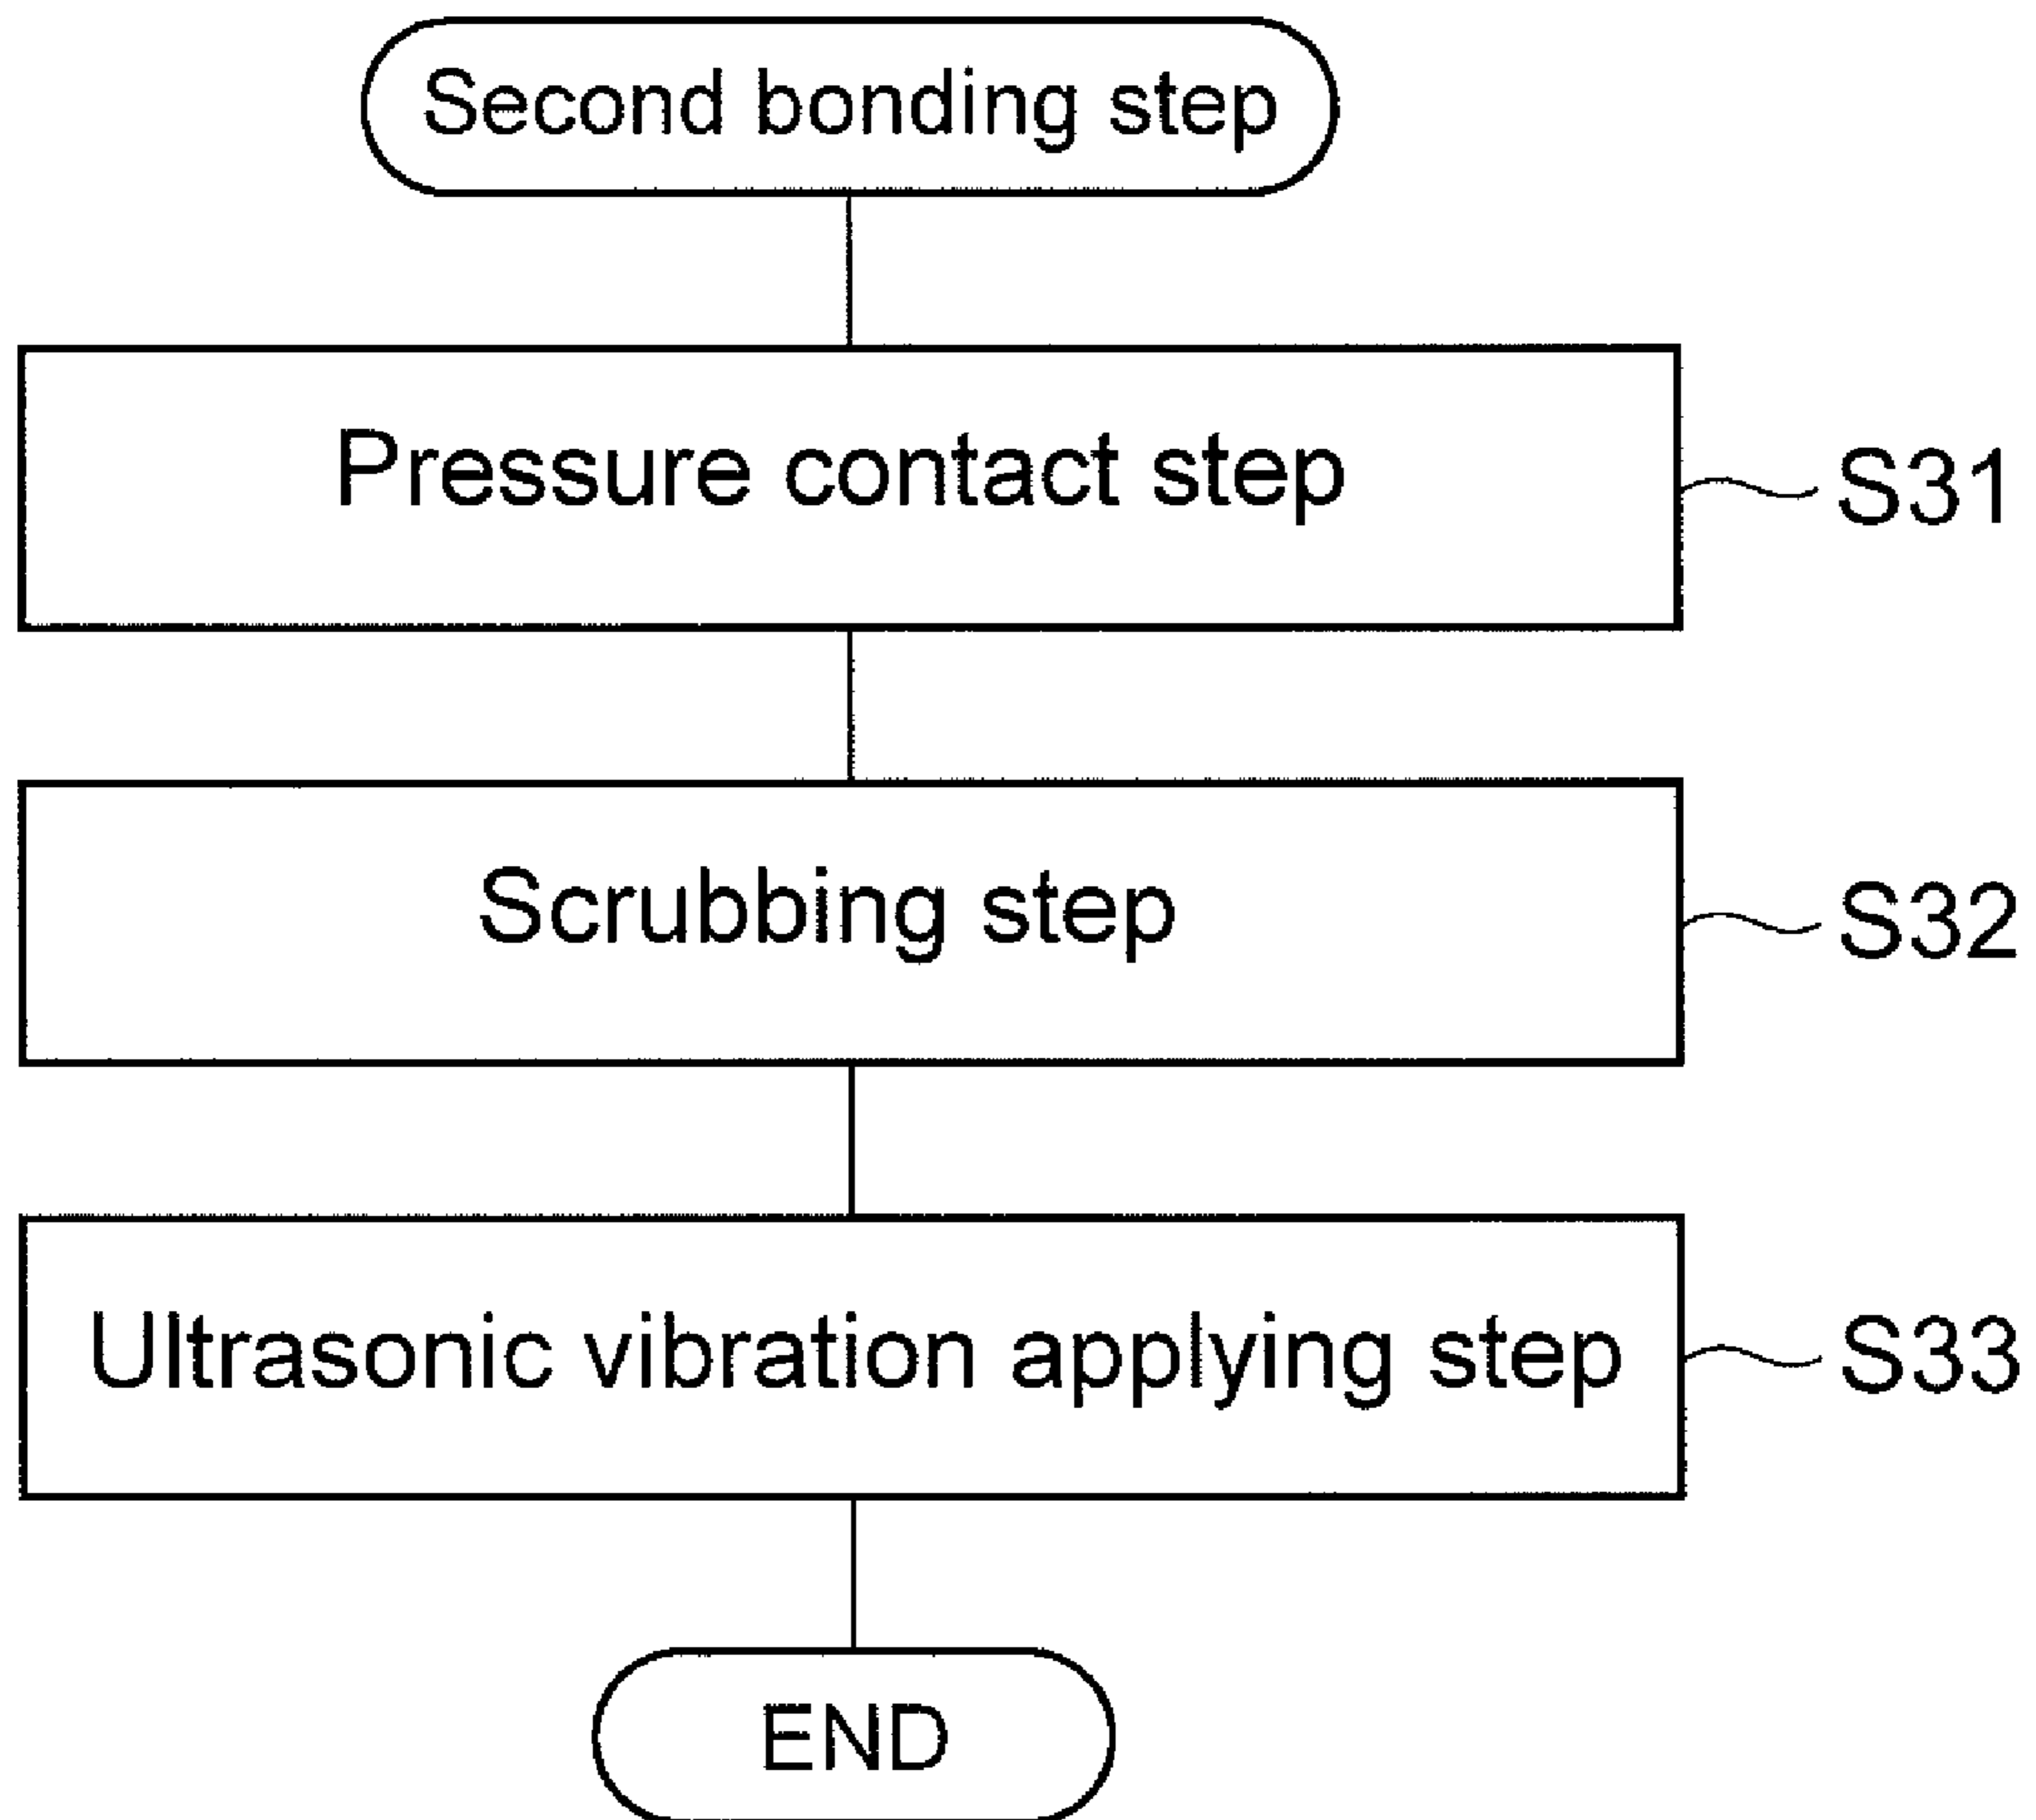 Second bonding step
Pressure contact step
S31
Scrubbing step
S32
Ultrasonic vibration applying step
S33
END